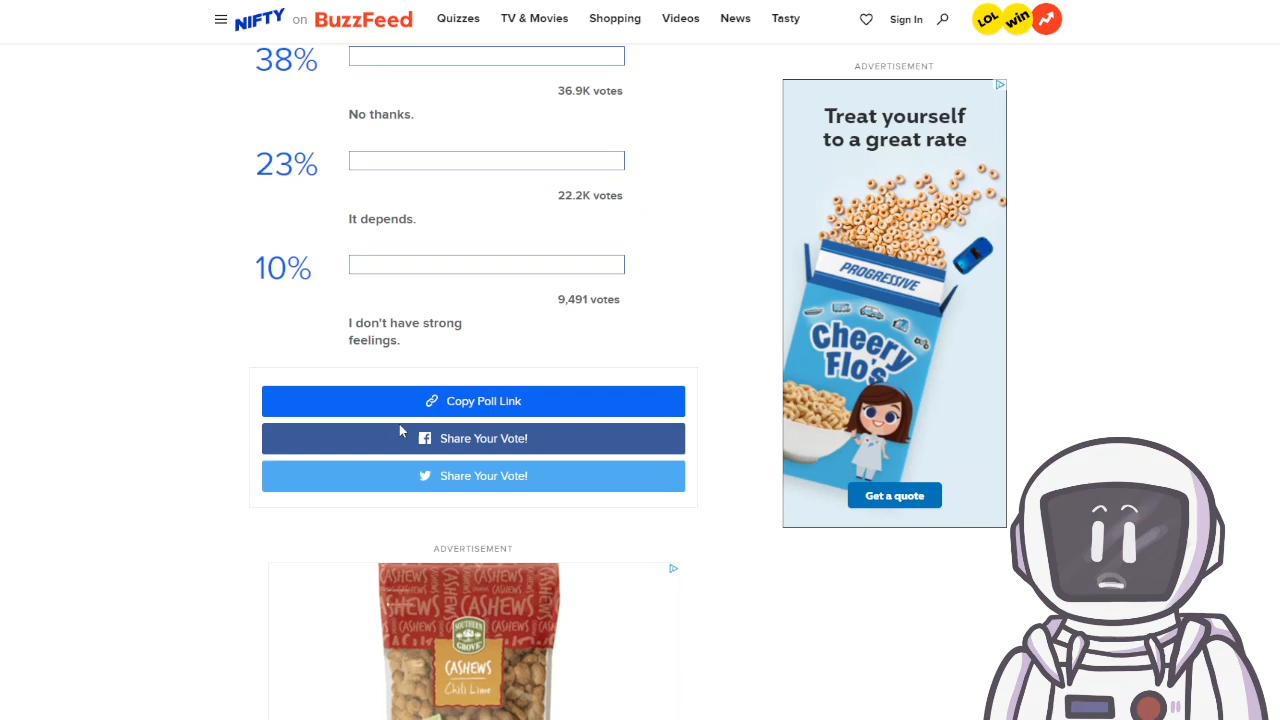 NIFTY on BuzzFeed
Quizzes TV & Movies Shopping Videos News Tasty
Sign In
LOL win
38%
36.9K votes
No thanks.
23%
22.2K votes
It depends.
10%
9,491 votes
I don't have strong
feelings.
Copy Poll Link
Share Your Vote!
Share Your Vote!
ADVERTISEMENT
CASHEWS
CASHEWS
SOUTHERN
GROVE
CASHEWS
Chili Lime
ADVERTISEMENT
Treat yourself
to a great rate
PROGRESSIVE
Cheery
Flo's
Get a quote